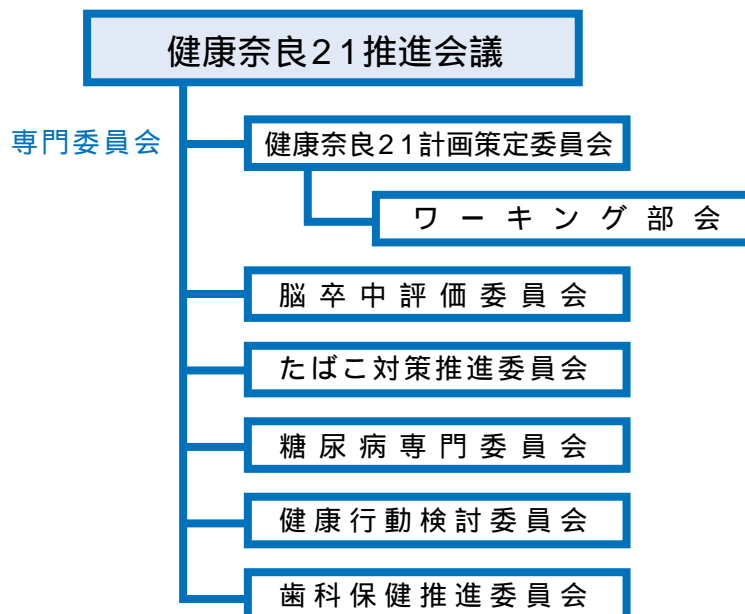 健康奈良21推進会議
専門委員会
健康奈良21計画策定委員会
ワーキング部会
脳卒中評価委員会
たばこ対策推進委員会
糖尿病専門委員会
健康行動検討委員会
歯科保健推進委員会